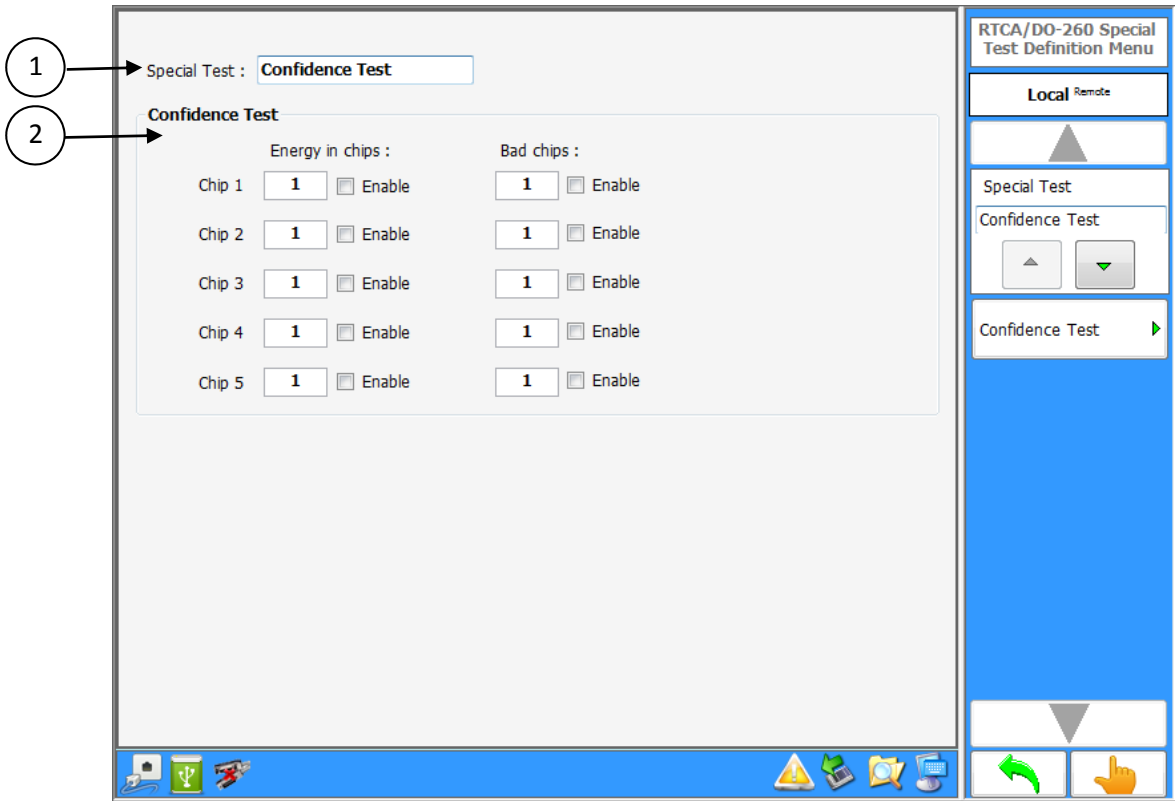 1
Special Test : Confidence Test
2
Confidence Test
Energy in chips : Bad chips :
Chip 1 1 Enable 1 Enable
Chip 2 1 Enable 1 Enable
Chip 3 1 Enable 1 Enable
Chip 4 1 Enable 1 Enable
Chip 5 1 Enable 1 Enable
RTCA/DO-260 Special
Test Definition Menu
Local Remote
Special Test
Confidence Test
Confidence Test